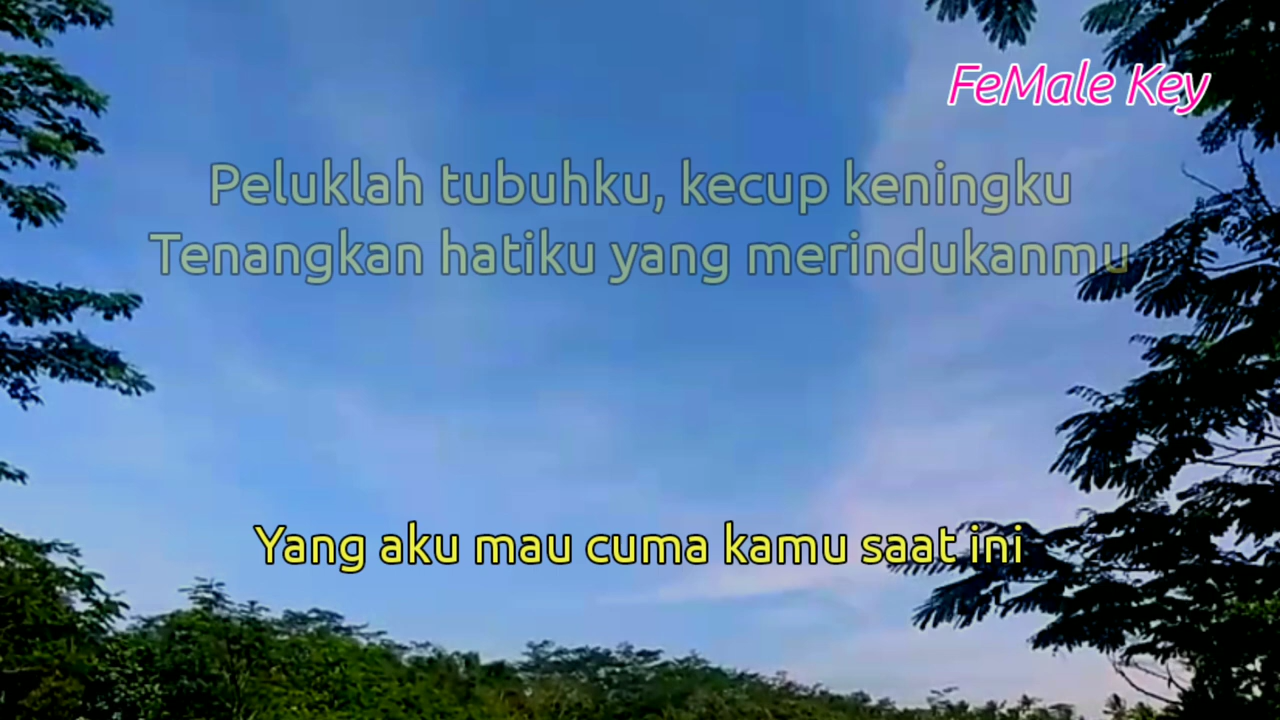 FeMale Key
Peluklah tubuhku, kecup keningku
Tenangkan hatiku yang merindukanmu
Yang aku mau cuma kamu saat ini